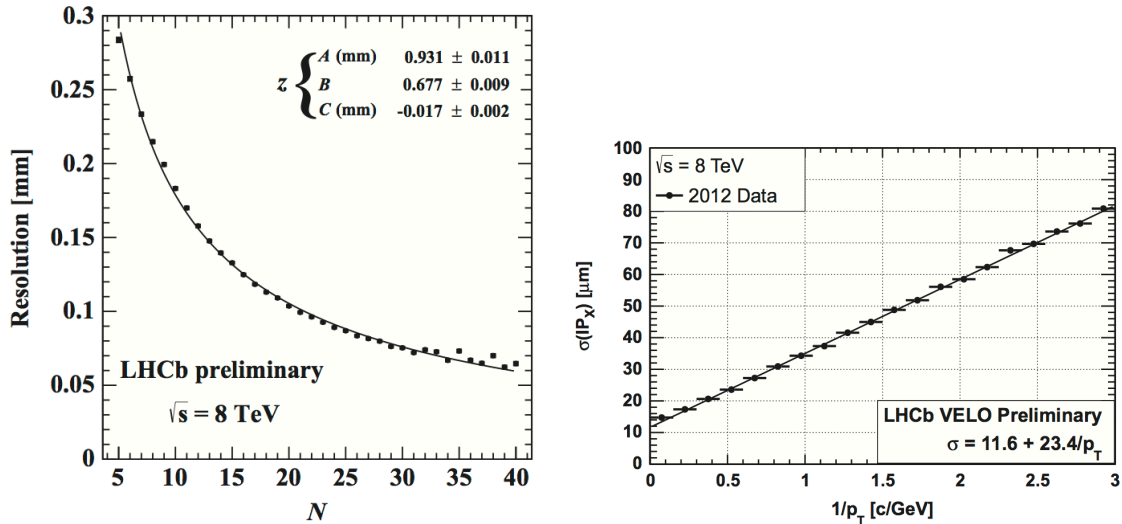 0.3
0.25
0.2
0.15
0.1
0.05
0
Resolution [mm]
z { A (mm) 0.931 ± 0.011
B 0.677 ± 0.009
C (mm) -0.017 ± 0.002
LHCb preliminary
√s = 8 TeV
5 10 15 20 25 30 35 40
N
100
90
80
70
60
50
40
30
20
10
0
σ(IPX) [μm]
√s = 8 TeV
2012 Data
LHCb VELO Preliminary
σ = 11.6 + 23.4/pT
0 0.5 1 1.5 2 2.5 3
1/pT [c/GeV]